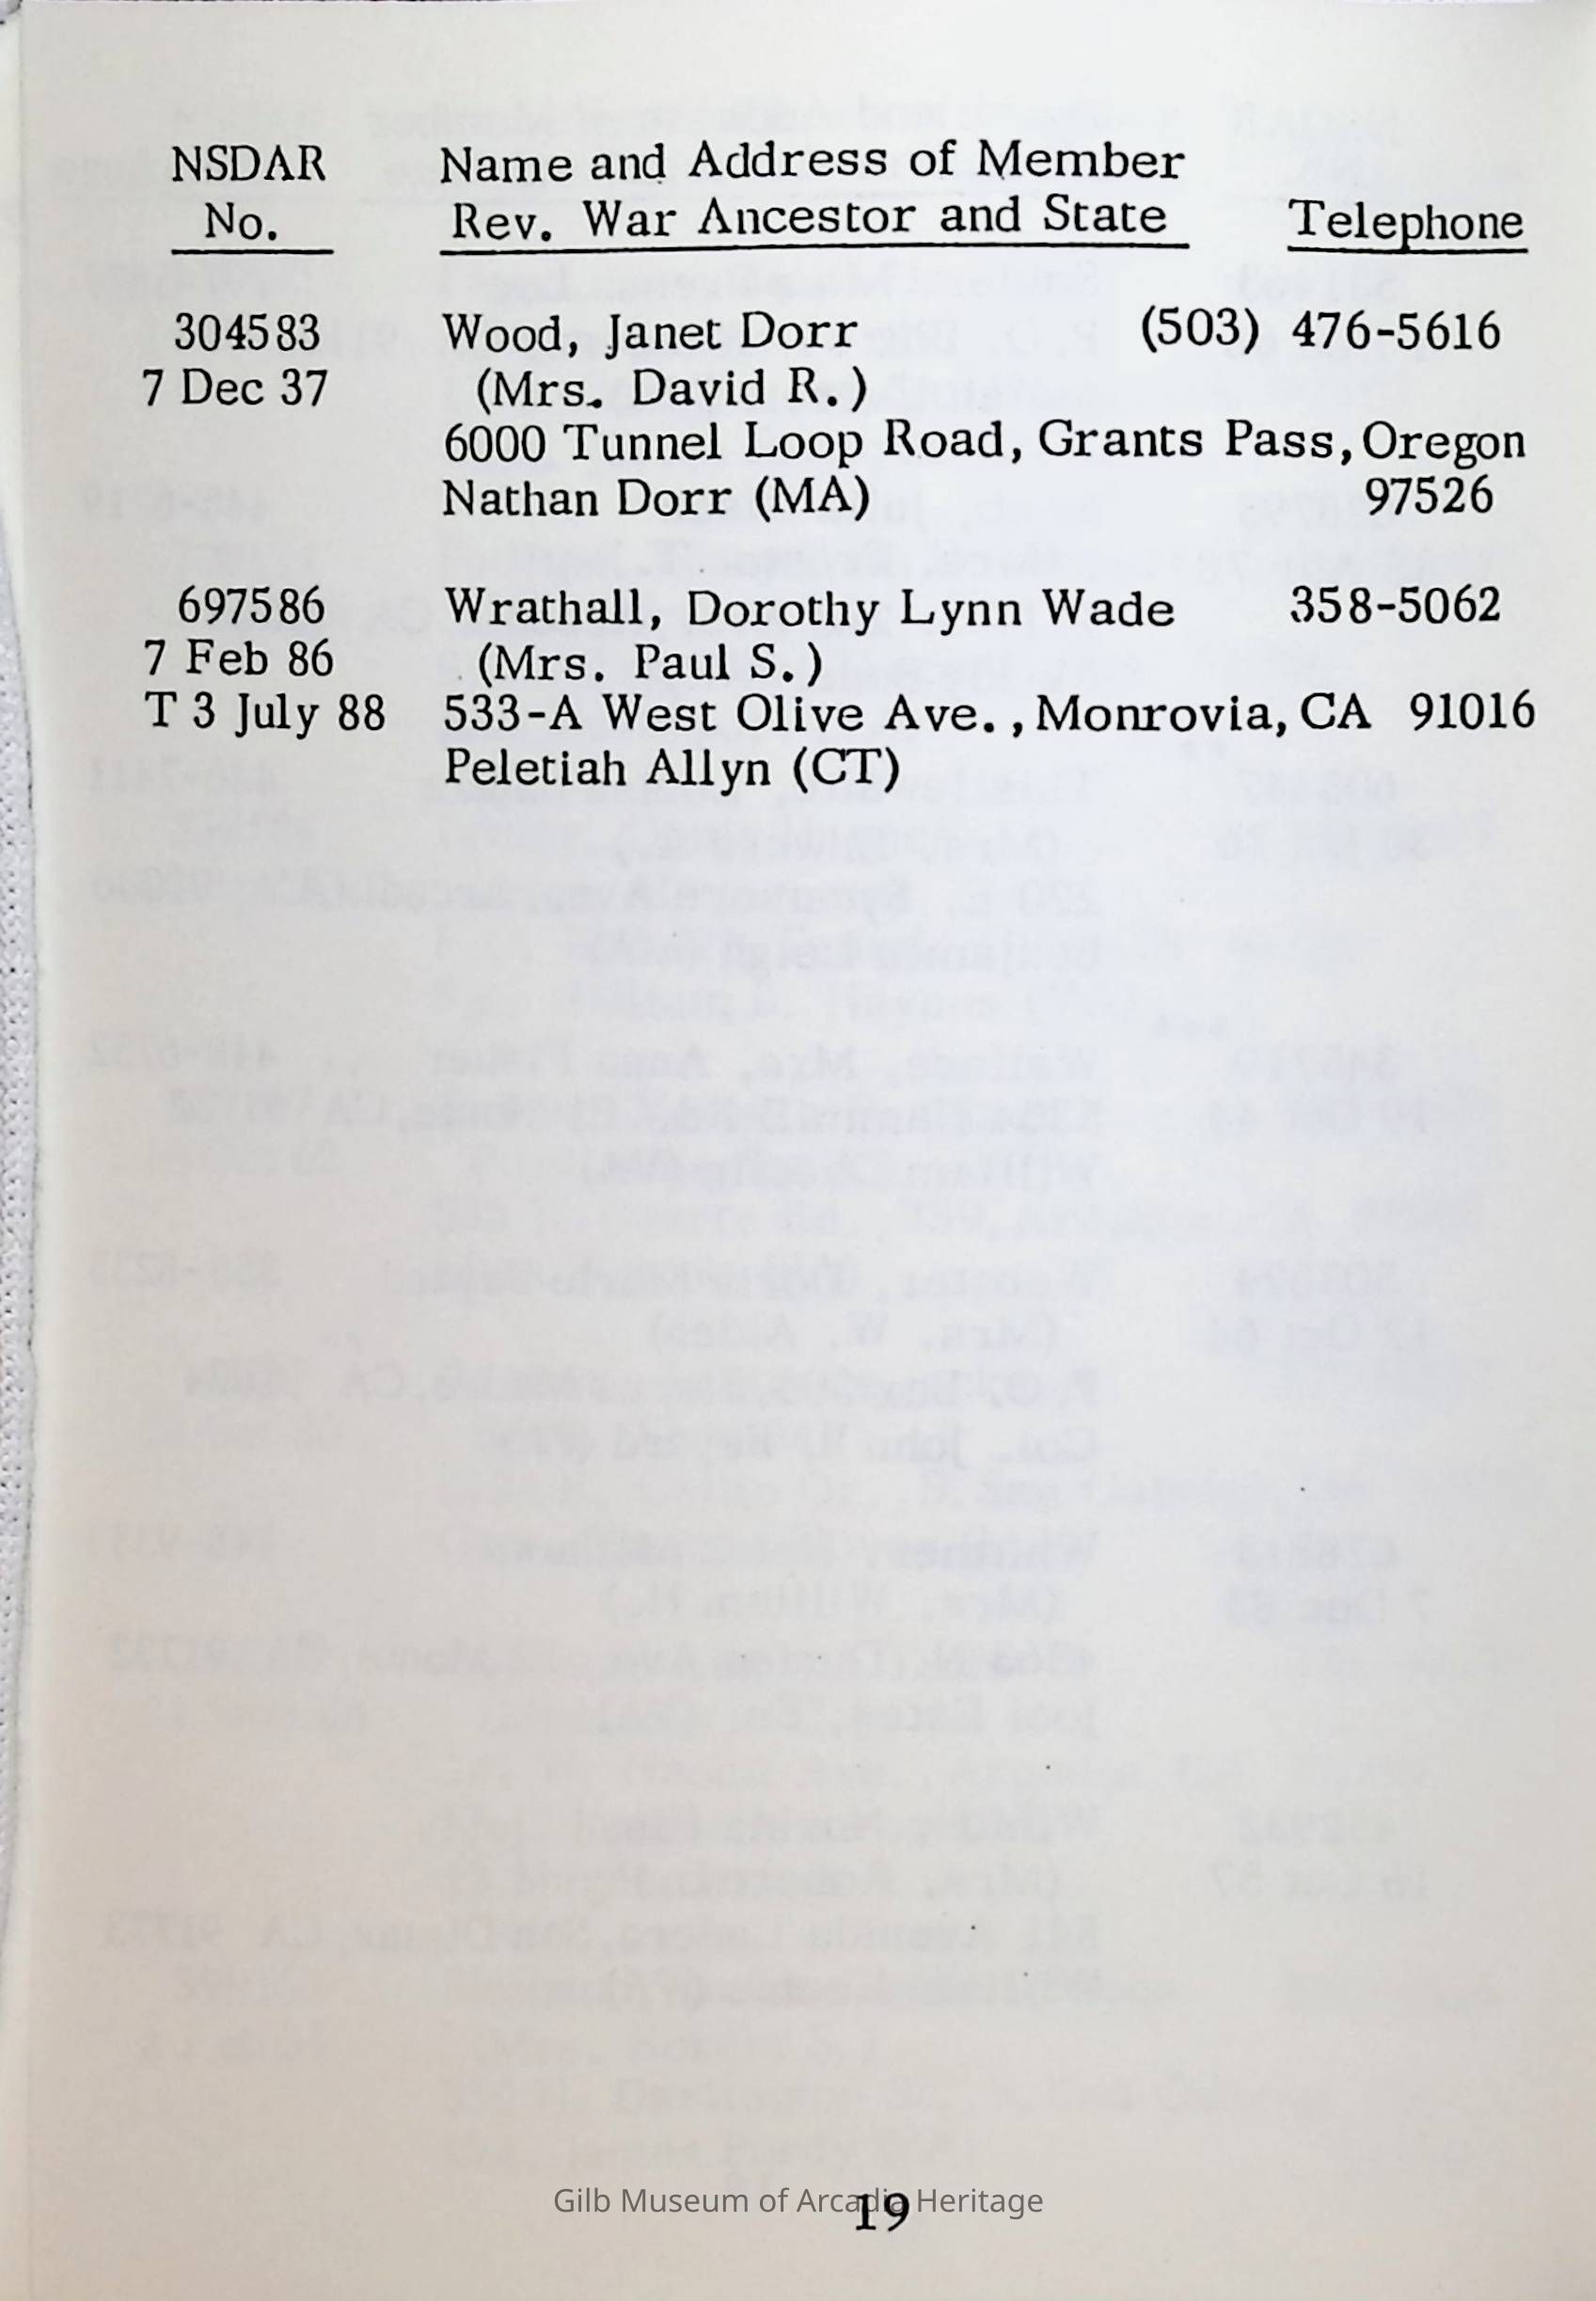 NSDAR Name and Address of Member
No. Rev. War Ancestor and State Telephone
304583 Wood, Janet Dorr (503) 476-5616
7 Dec 37 (Mrs. David R.)
6000 Tunnel Loop Road, Grants Pass, Oregon
Nathan Dorr (MA) 97526
697586 Wrathall, Dorothy Lynn Wade 358-5062
7 Feb 86 (Mrs. Paul S.)
T 3 July 88 533-A West Olive Ave., Monrovia, CA 91016
Peletiah Allyn (CT)
Gilb Museum of Arcadia Heritage
19